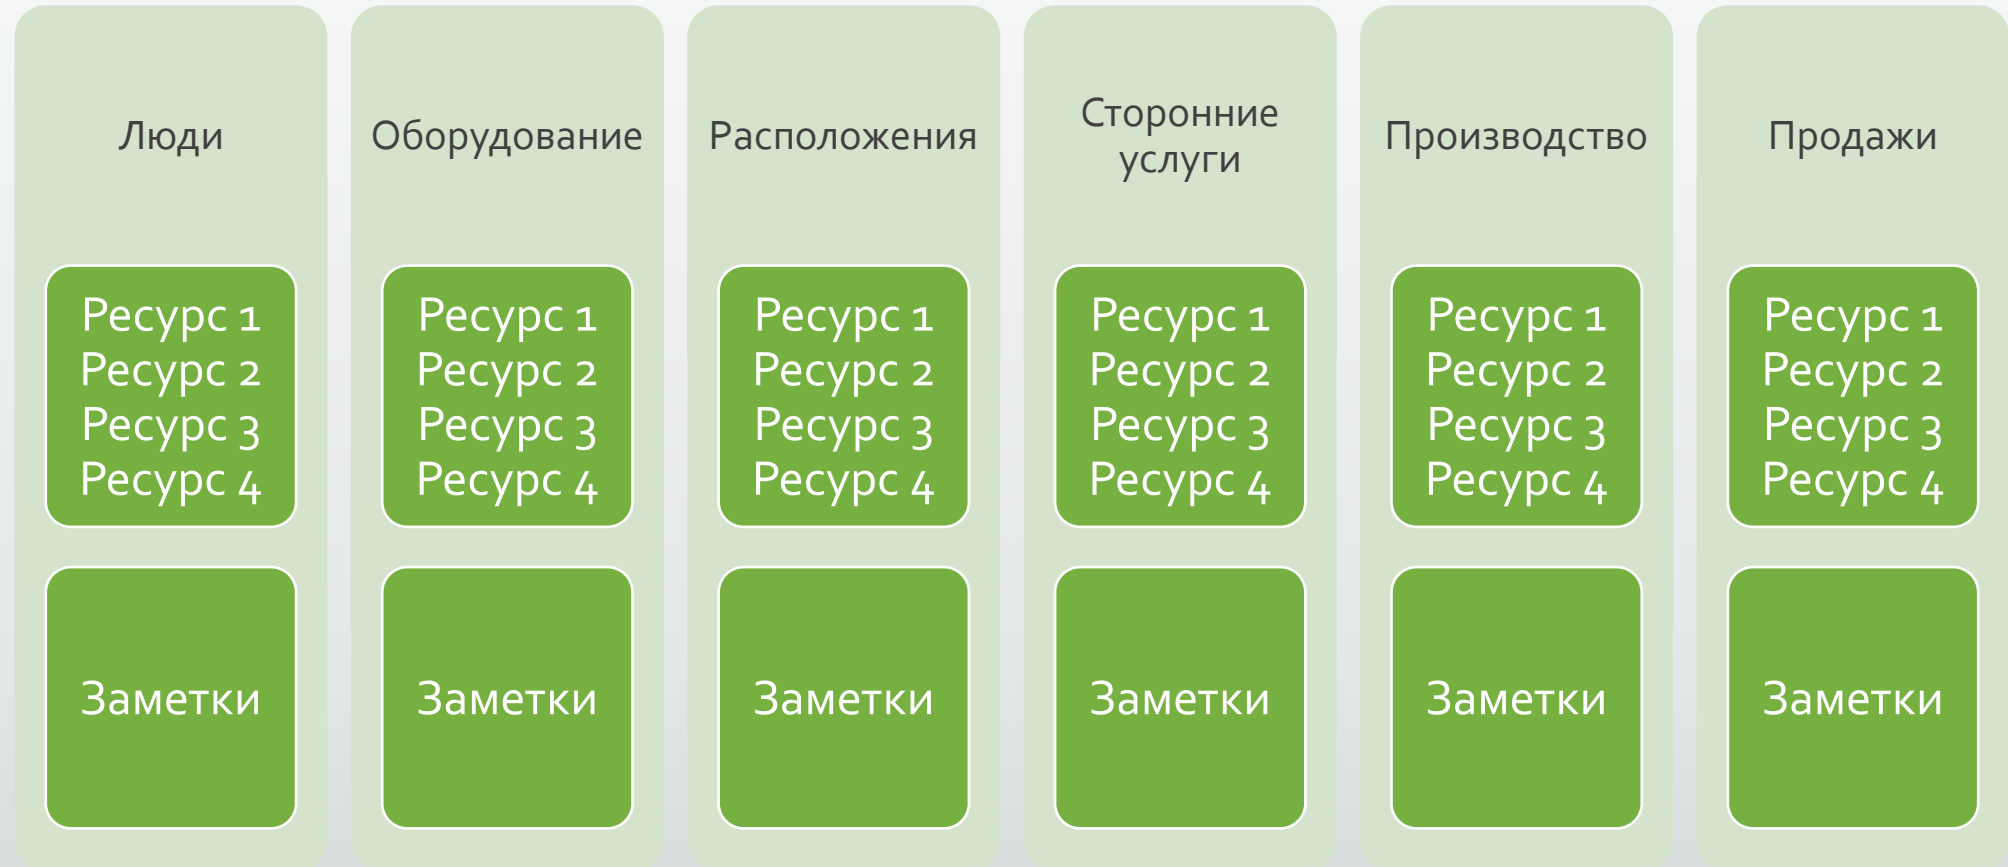 Люди
Ресурс 1
Ресурс 2
Ресурс 3
Ресурс 4
Заметки
Оборудование
Ресурс 1
Ресурс 2
Ресурс 3
Ресурс 4
Заметки
Расположения
Ресурс 1
Ресурс 2
Ресурс 3
Ресурс 4
Заметки
Сторонние
услуги
Ресурс 1
Ресурс 2
Ресурс 3
Ресурс 4
Заметки
Производство
Ресурс 1
Ресурс 2
Ресурс 3
Ресурс 4
Заметки
Продажи
Ресурс 1
Ресурс 2
Ресурс 3
Ресурс 4
Заметки